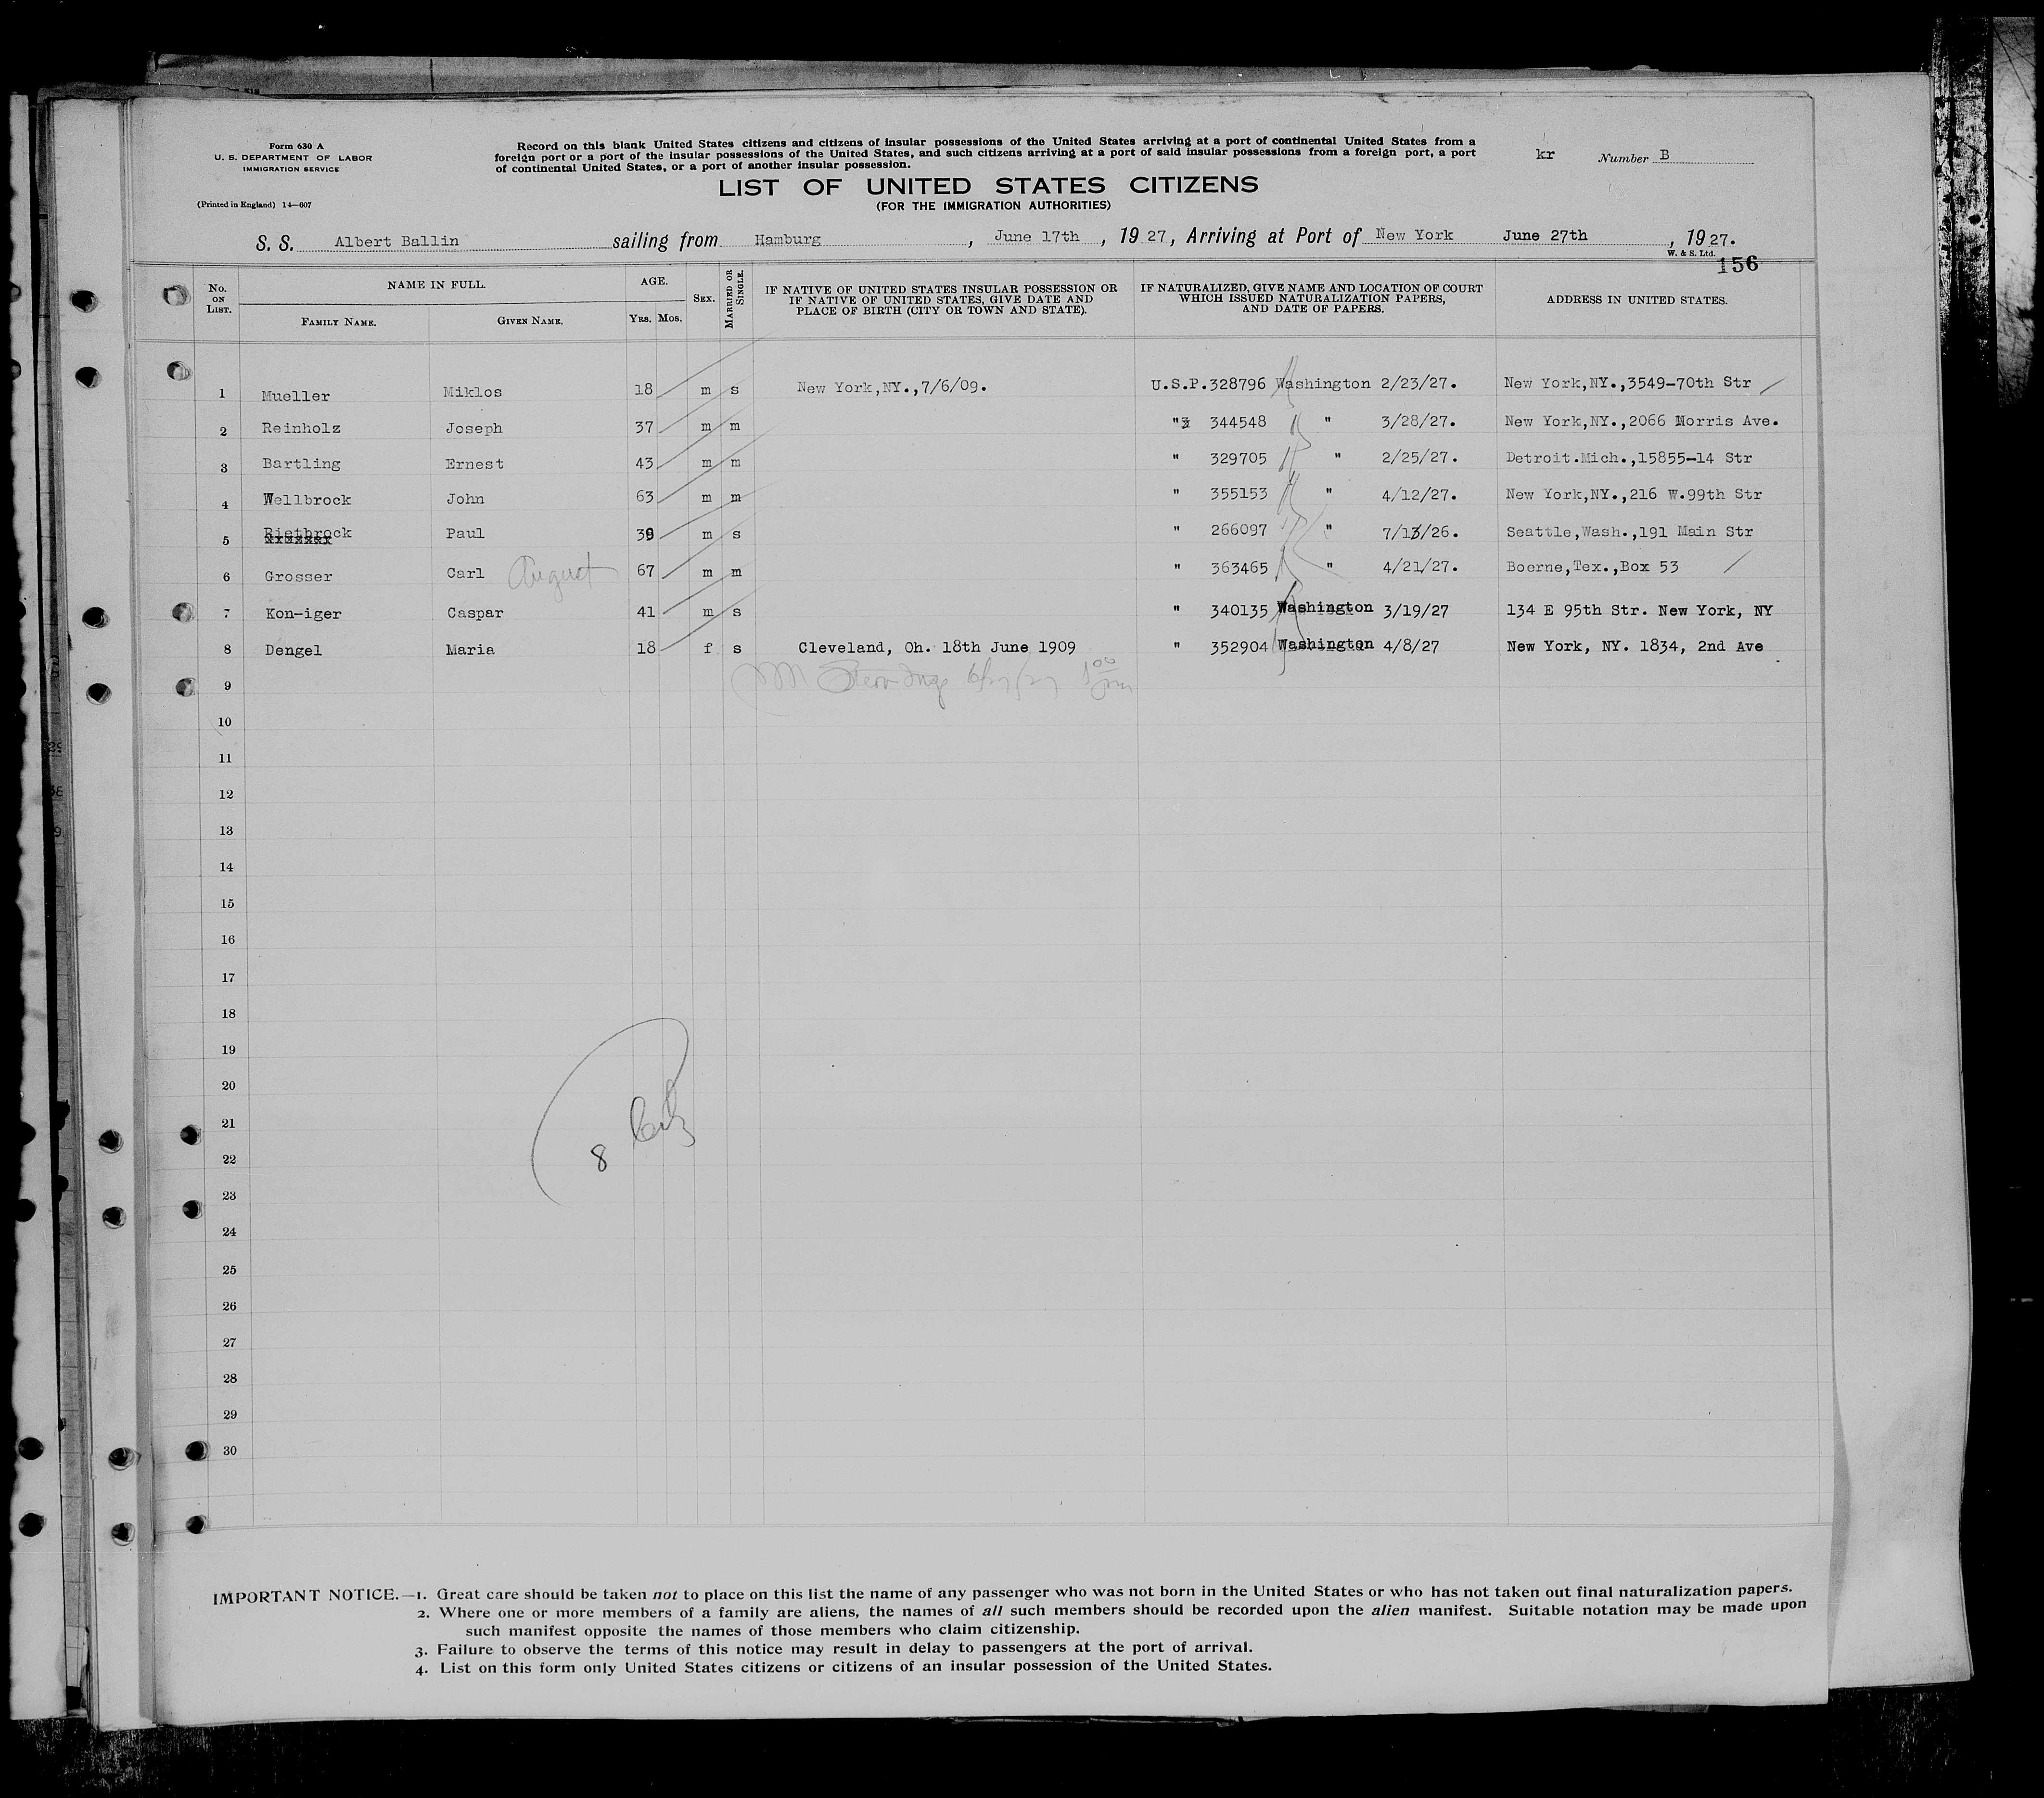 Form 630 A
U. S. DEPARTMENT OF LABOR
IMMIGRATION SERVICE
(Printed in England) 14—607
Record on this blank United States citizens and citizens of insular possessions of the United States arriving at a port of continental United States from a
foreign port or a port of the insular possessions of the United States, and such citizens arriving at a port of said insular possessions from a foreign port, a port
of continental United States, or a port of another insular possession.
kr Number B
LIST OF UNITED STATES CITIZENS
(FOR THE IMMIGRATION AUTHORITIES)
S. S. Albert Ballin sailing from Hamburg, June 17th, 1927, Arriving at Port of New York June 27th, 1927.
W. & S. Ltd.
156
No. ON LIST. NAME IN FULL. FAMILY NAME. GIVEN NAME. AGE. YRS. MOS. SEX. MARRIED OR SINGLE. IF NATIVE OF UNITED STATES INSULAR POSSESSION OR IF NATIVE OF UNITED STATES, GIVE DATE AND PLACE OF BIRTH (CITY OR TOWN AND STATE). IF NATURALIZED, GIVE NAME AND LOCATION OF COURT WHICH ISSUED NATURALIZATION PAPERS, AND DATE OF PAPERS. ADDRESS IN UNITED STATES.
1 Mueller Miklos 18 m s New York,NY.,7/6/09. U.S.P.328796 Washington 2/23/27. New York,NY.,3549-70th Str
2 Reinholz Joseph 37 m m " 344548 " 3/28/27. New York,NY.,2066 Morris Ave.
3 Bartling Ernest 43 m m " 329705 " 2/25/27. Detroit.Mich.,15855-14 Str
4 Wellbrock John 63 m m " 355153 " 4/12/27. New York,NY.,216 W.99th Str
5 Rietbrock Paul 39 m s " 266097 " 7/13/26. Seattle,Wash.,191 Main Str
6 Grosser Carl August 67 m m " 363465 " 4/21/27. Boerne,Tex.,Box 53
7 Kon-iger Caspar 41 m s " 340135 Washington 3/19/27 134 E 95th Str. New York, NY
8 Dengel Maria 18 f s Cleveland, Oh. 18th June 1909 " 352904 Washington 4/8/27 New York, NY. 1834, 2nd Ave
9 6/27/27
10
11
12
13
14
15
16
17
18
19
20
21
22 8
23
24
25
26
27
28
29
30
IMPORTANT NOTICE.—1. Great care should be taken not to place on this list the name of any passenger who was not born in the United States or who has not taken out final naturalization papers.
2. Where one or more members of a family are aliens, the names of all such members should be recorded upon the alien manifest. Suitable notation may be made upon
such manifest opposite the names of those members who claim citizenship.
3. Failure to observe the terms of this notice may result in delay to passengers at the port of arrival.
4. List on this form only United States citizens or citizens of an insular possession of the United States.